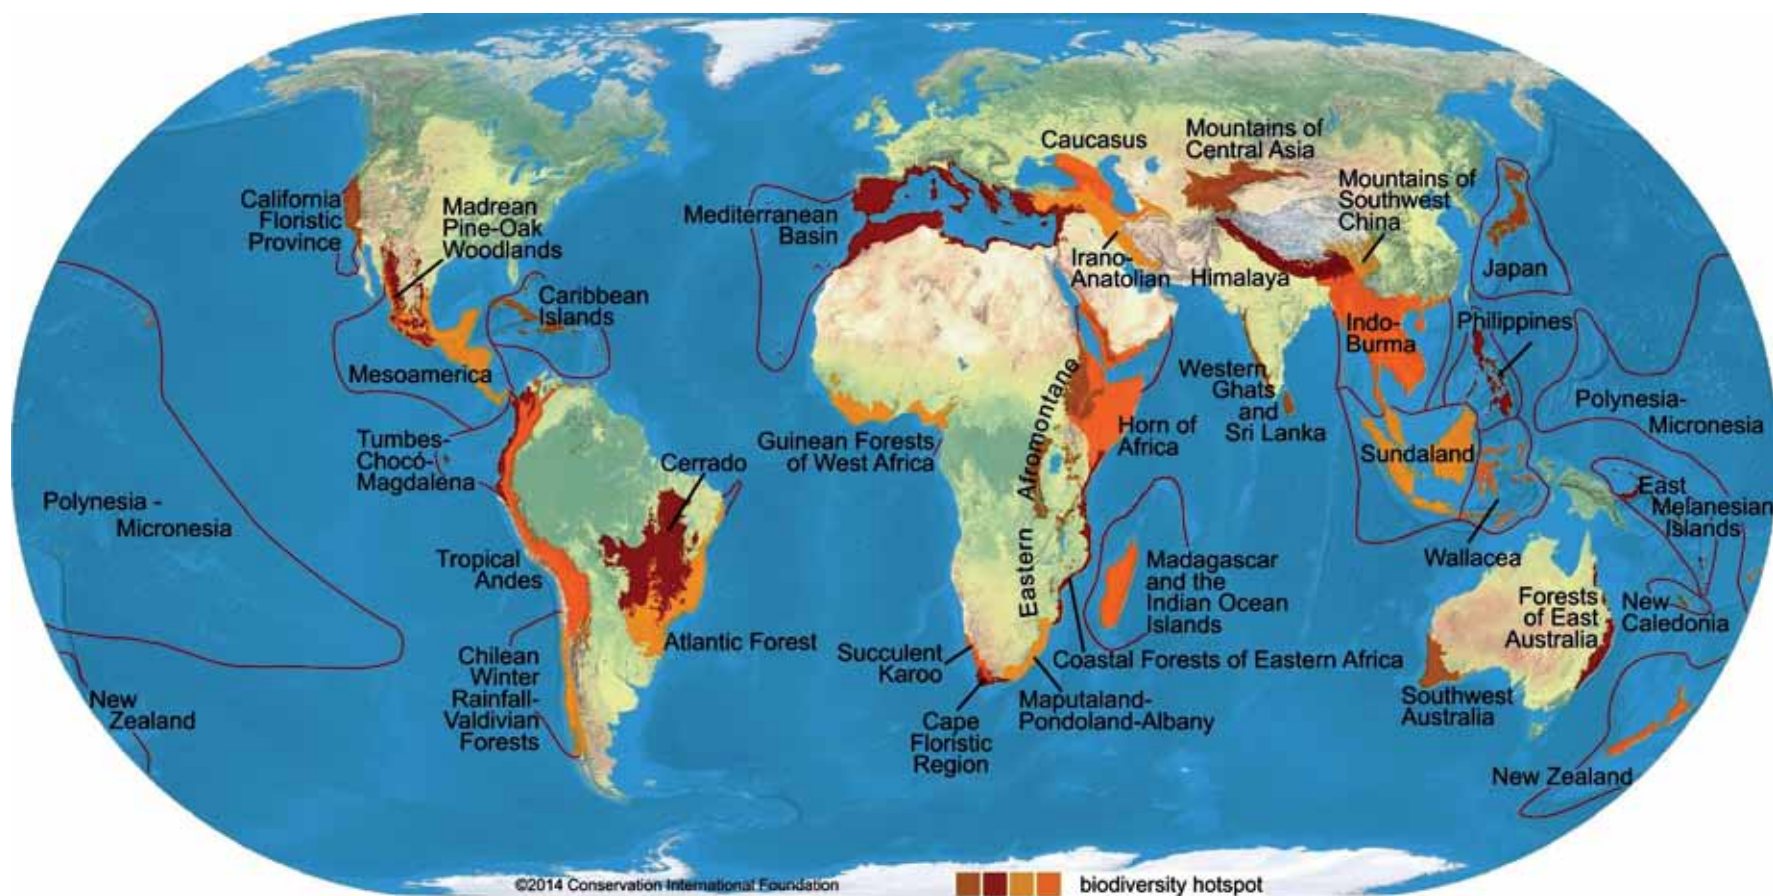 Caucasus
Mountains of
Central Asia
Mountains of
Southwest
China
California
Floristic
Province
Madrean
Pine-Oak
Woodlands
Mediterranean
Basin
Irano-
Anatolian
Himalaya
Japan
Caribbean
Islands
Indo-
Burma
Philippines
Mesoamerica
Western
Ghats
and
Sri Lanka
Polynesia-
Micronesia
Tumbes-
Chocó-
Magdalena
Guinean Forests
of West Africa
Eastern Afromontane
Horn of
Africa
Sundaland
Cerrado
Polynesia -
Micronesia
East
Melanesian
Islands
Wallacea
Tropical
Andes
Madagascar
and the
Indian Ocean
Islands
Forests
of East
Australia
New
Caledonia
Atlantic Forest
Succulent
Karoo
Coastal Forests of Eastern Africa
Chilean
Winter
Rainfall-
Valdivian
Forests
Maputaland-
Pondoland-Albany
Southwest
Australia
New
Zealand
Cape
Floristic
Region
New Zealand
©2014 Conservation International Foundation
biodiversity hotspot